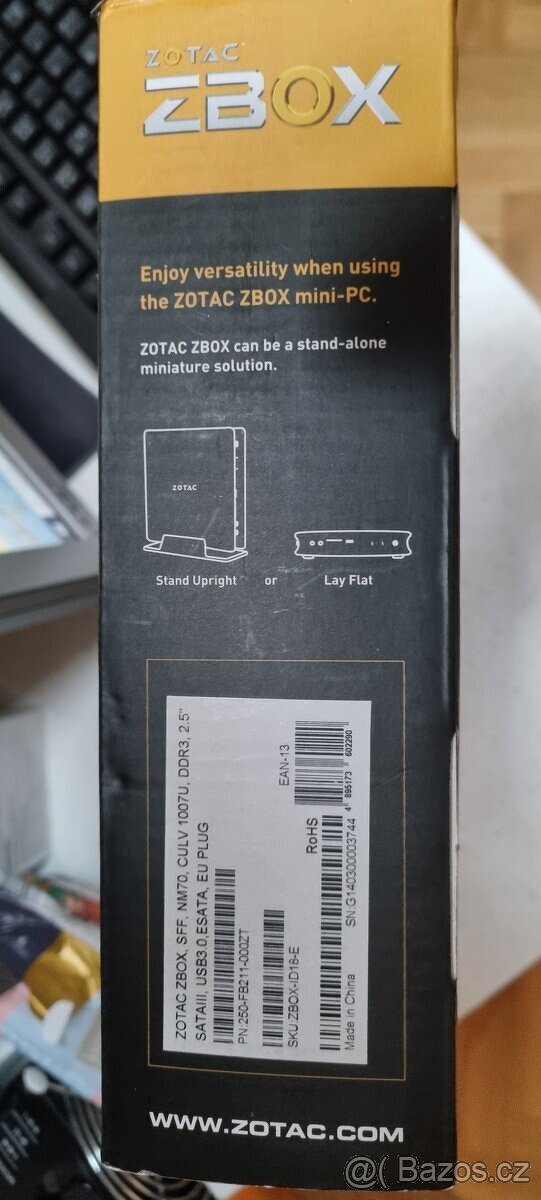 ZOTAC
ZBOX
Enjoy versatility when using
the ZOTAC ZBOX mini-PC.
ZOTAC ZBOX can be a stand-alone
miniature solution.
ZOTAC
Stand Upright or Lay Flat
ZOTAC ZBOX, SFF, NM70, CULV 1007U, DDR3, 2.5"
SATAIII, USB3.0,ESATA, EU PLUG
PN:250-FB211-000ZT
EAN-13
4 895173 602290
SKU:ZBOX-ID18-E
RoHS
Made in China
SN:G140300003744
WWW.ZOTAC.COM
@( Bazos.cz